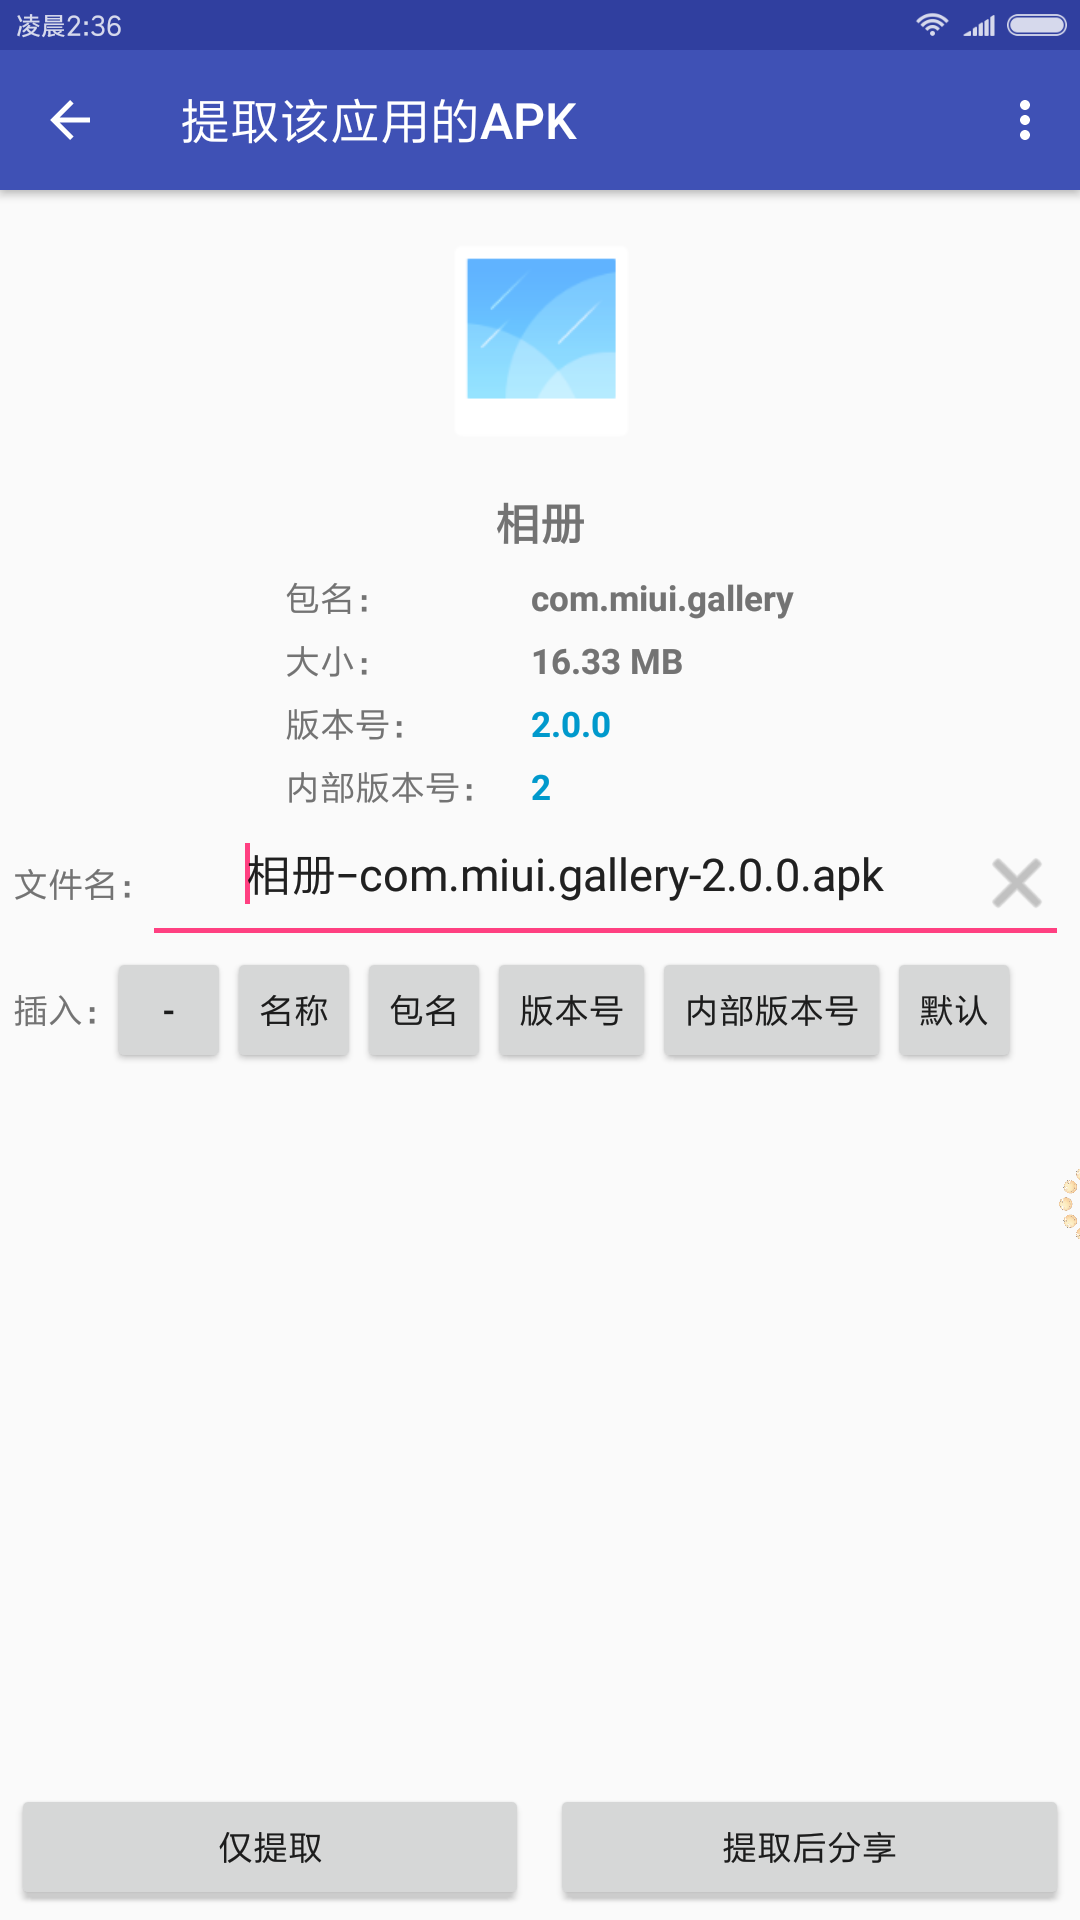 凌晨2:36
提取该应用的APK
相册
包名： com.miui.gallery
大小： 16.33 MB
版本号： 2.0.0
内部版本号： 2
文件名： 相册-com.miui.gallery-2.0.0.apk
插入： - 名称 包名 版本号 内部版本号 默认
仅提取 提取后分享